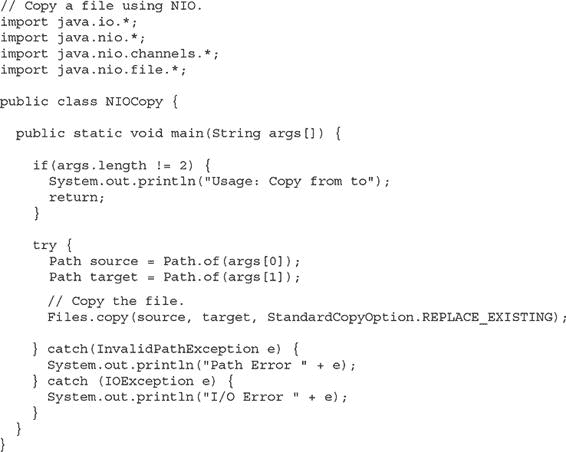 // Copy a file using NIO.
import java.io.*;
import java.nio.*;
import java.nio.channels.*;
import java.nio.file.*;

public class NIOCopy {

  public static void main(String args[]) {

    if(args.length != 2) {
      System.out.println("Usage: Copy from to");
      return;
    }

    try {
      Path source = Path.of(args[0]);
      Path target = Path.of(args[1]);

      // Copy the file.
      Files.copy(source, target, StandardCopyOption.REPLACE_EXISTING);

    } catch(InvalidPathException e) {
      System.out.println("Path Error " + e);
    } catch (IOException e) {
      System.out.println("I/O Error " + e);
    }
  }
}